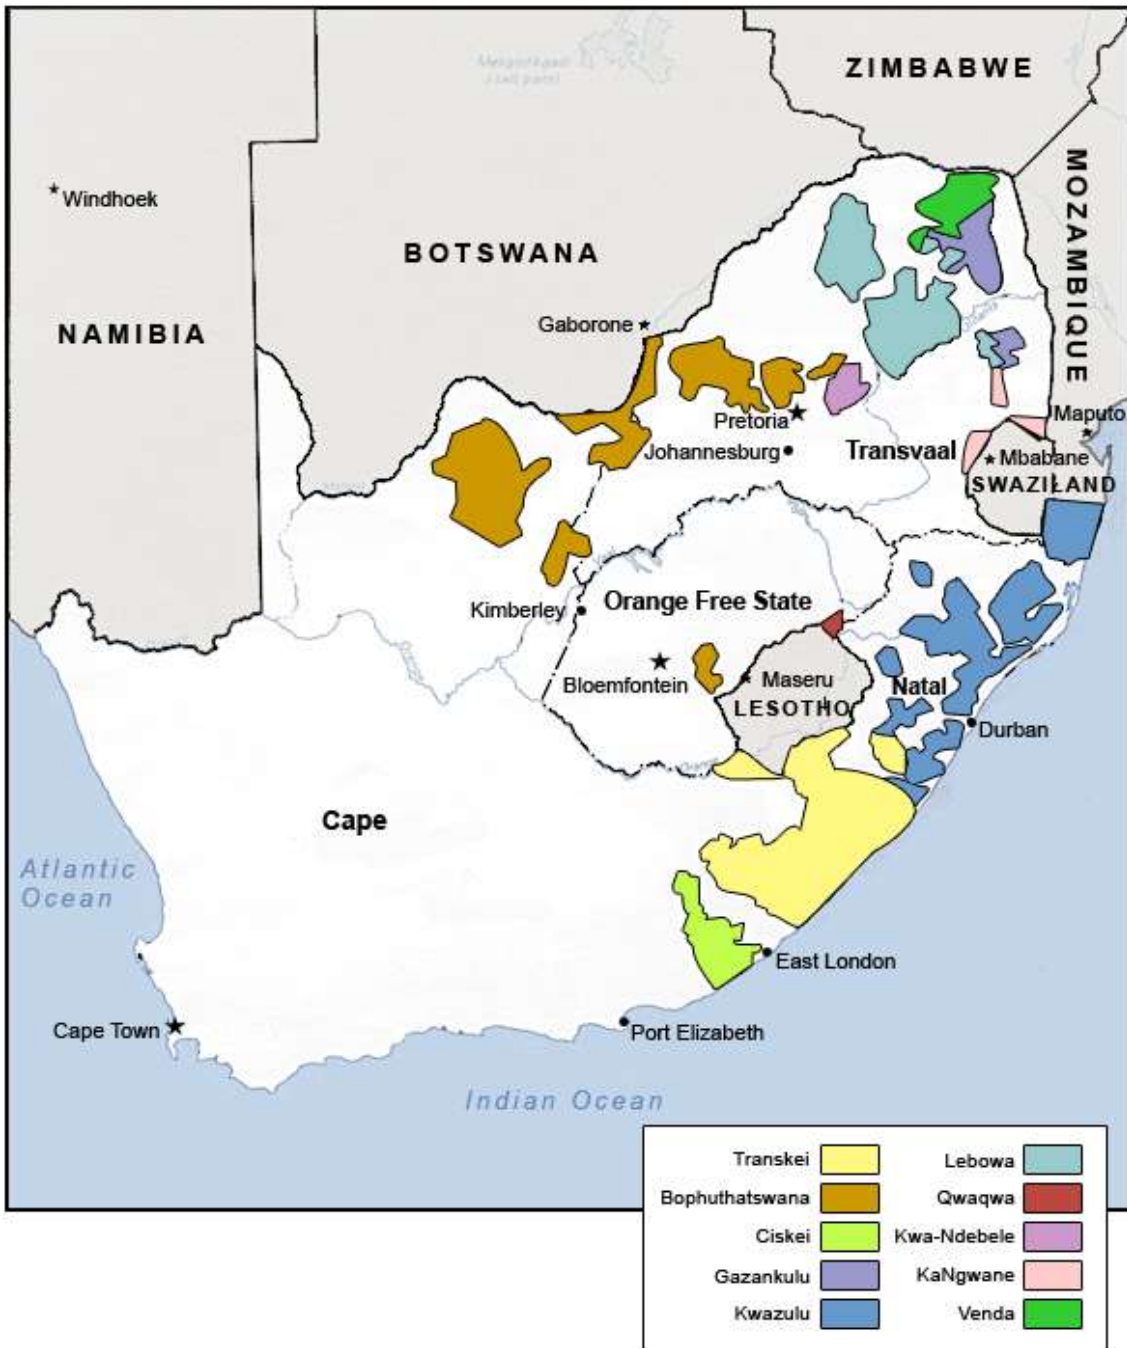 ZIMBABWE
MOZAMBIQUE
Windhoek
BOTSWANA
NAMIBIA
Gaborone
Maputo
Pretoria
Johannesburg
Transvaal
Mbabane
SWAZILAND
Kimberley
Orange Free State
Bloemfontein
Maseru
LESOTHO
Natal
Durban
Cape
Atlantic
Ocean
East London
Cape Town
Port Elizabeth
Indian Ocean
Transkei
Bophuthatswana
Ciskei
Gazankulu
Kwazulu
Lebowa
Qwaqwa
Kwa-Ndebele
KaNgwane
Venda